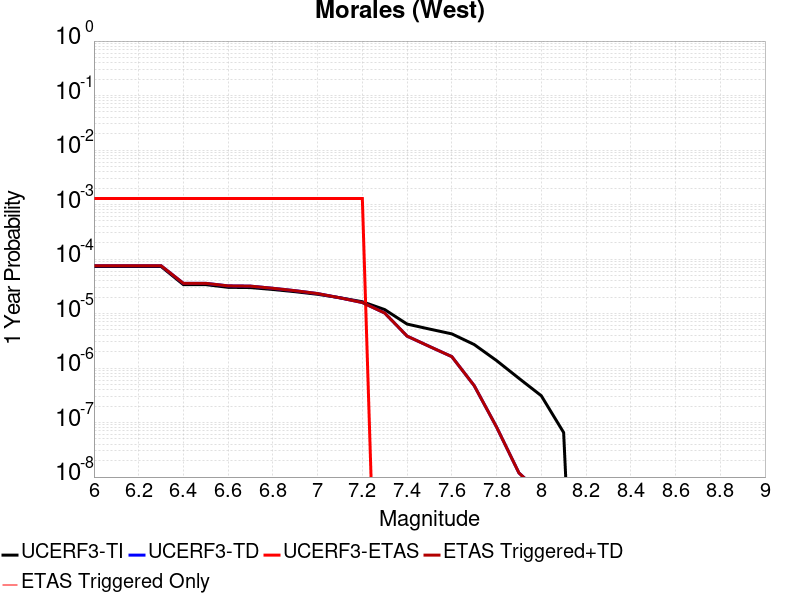 Morales (West)
10 0
10 -1
10 -2
10 -3
10 -4
10 -5
10 -6
10 -7
10 -8
1 Year Probability
6 6.2 6.4 6.6 6.8 7 7.2 7.4 7.6 7.8 8 8.2 8.4 8.6 8.8 9
Magnitude
UCERF3-TI UCERF3-TD UCERF3-ETAS ETAS Triggered+TD
ETAS Triggered Only